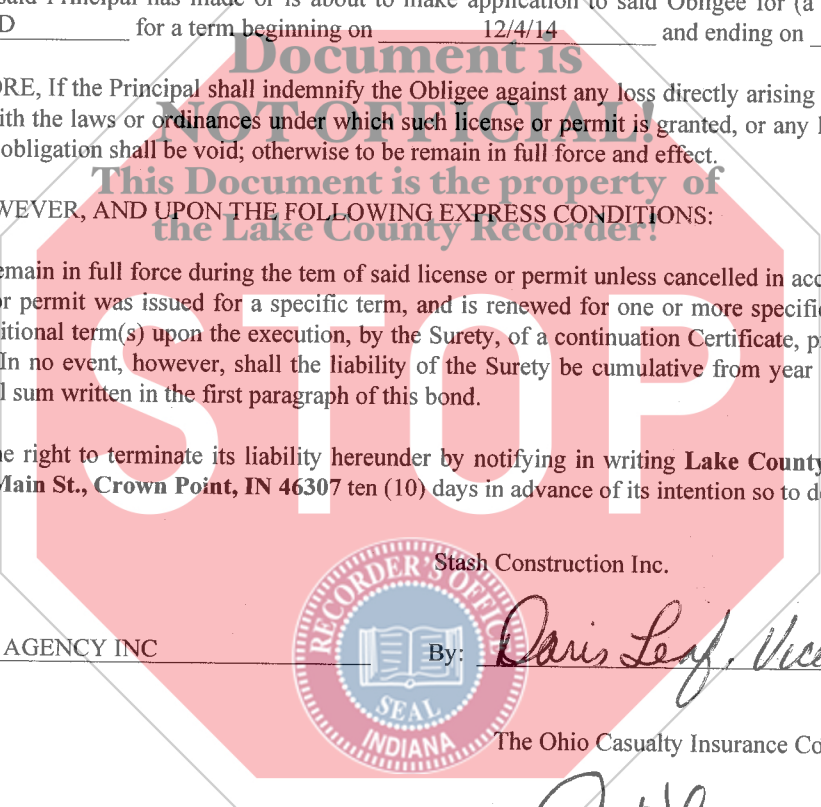 said Principal has made or is about to make application to said Obligee for (a
D for a term beginning on 12/4/14 and ending on
Document is
ORE, If the Principal shall indemnify the Obligee against any loss directly arising
NOT OFFICIAL!
ith the laws or ordinances under which such license or permit is granted, or any l
obligation shall be void; otherwise to be remain in full force and effect.
This Document is the property of
WEVER, AND UPON THE FOLLOWING EXPRESS CONDITIONS:
the Lake County Recorder!
emain in full force during the tem of said license or permit unless cancelled in acc
or permit was issued for a specific term, and is renewed for one or more specifi
itional term(s) upon the execution, by the Surety, of a continuation Certificate, p
In no event, however, shall the liability of the Surety be cumulative from year
l sum written in the first paragraph of this bond.
STOP
he right to terminate its liability hereunder by notifying in writing Lake County
Main St., Crown Point, IN 46307 ten (10) days in advance of its intention so to d
Stash Construction Inc.
RECORDER'S OFFIC
AGENCY INC By: Daris Leaf, Vice
SEAL
INDIANA
The Ohio Casualty Insurance Co